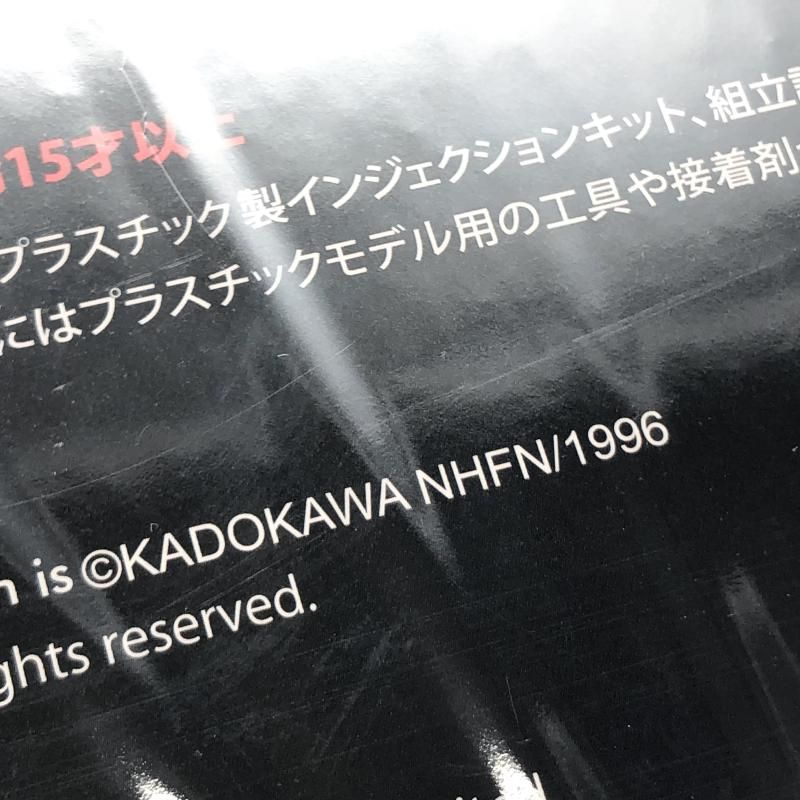 15才以上
プラスチック製インジェクションキット、組立
にはプラスチックモデル用の工具や接着剤
is ©KADOKAWA NHFN/1996
ghts reserved.